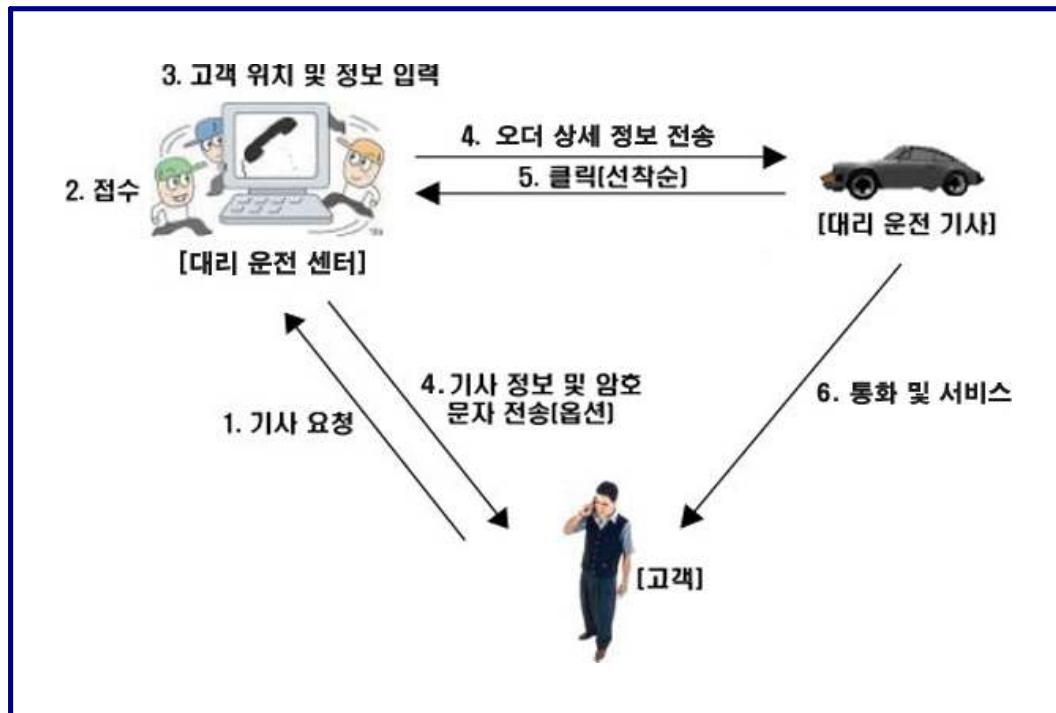 3. 고객 위치 및 정보 입력
4. 오더 상세 정보 전송
5. 클릭(선착순)
2. 접수
[대리 운전 기사]
[대리 운전 센터]
4. 기사 정보 및 암호
문자 전송(옵션)
6. 통화 및 서비스
1. 기사 요청
[고객]